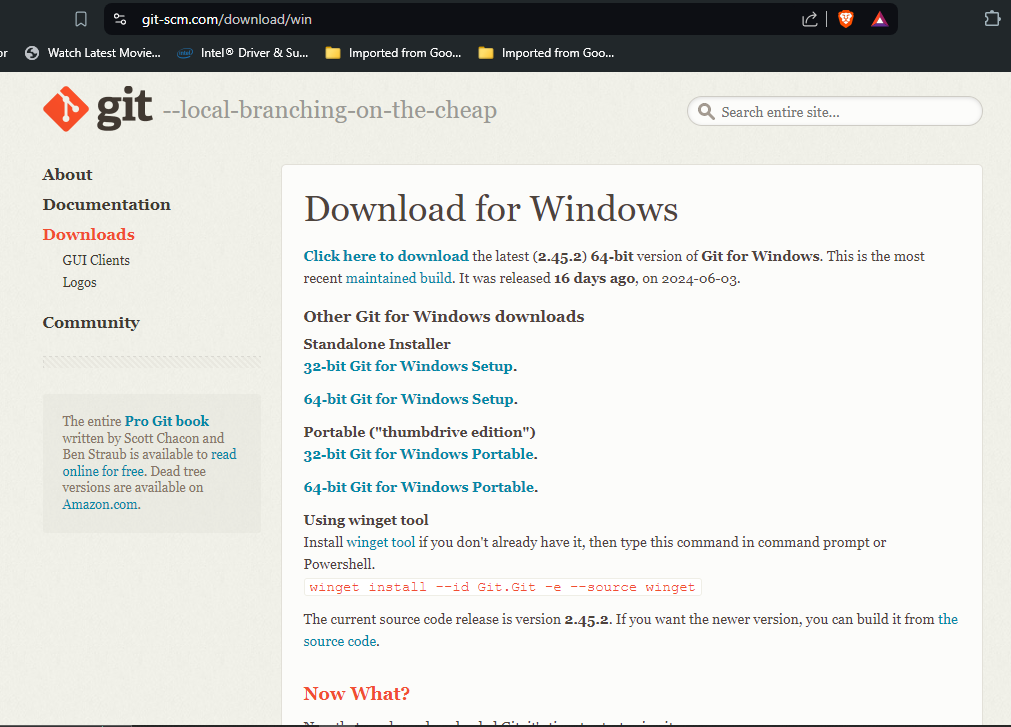 git-scm.com/download/win
or Watch Latest Movie... Intel® Driver & Su... Imported from Goo... Imported from Goo...
git --local-branching-on-the-cheap
Search entire site...
About
Documentation
Downloads
GUI Clients
Logos
Community
The entire Pro Git book
written by Scott Chacon and
Ben Straub is available to read
online for free. Dead tree
versions are available on
Amazon.com.
Download for Windows
Click here to download the latest (2.45.2) 64-bit version of Git for Windows. This is the most
recent maintained build. It was released 16 days ago, on 2024-06-03.
Other Git for Windows downloads
Standalone Installer
32-bit Git for Windows Setup.
64-bit Git for Windows Setup.
Portable ("thumbdrive edition")
32-bit Git for Windows Portable.
64-bit Git for Windows Portable.
Using winget tool
Install winget tool if you don't already have it, then type this command in command prompt or
Powershell.
winget install --id Git.Git -e --source winget
The current source code release is version 2.45.2. If you want the newer version, you can build it from the
source code.
Now What?